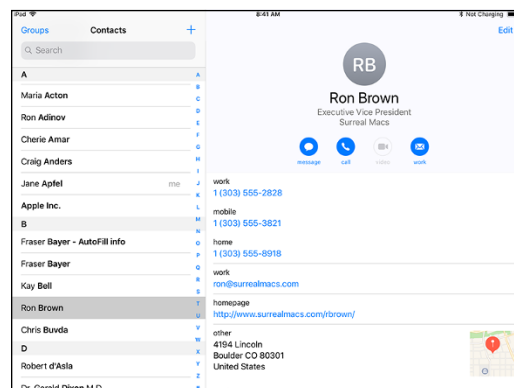 iPad
8:41 AM
Not Charging
Groups
Contacts
+
Edit
Search
A
Maria Acton
Ron Adinov
Cherie Amar
Craig Anders
Jane Apfel
me
Apple Inc.
B
Fraser Bayer - AutoFill info
Fraser Bayer
Kay Bell
Ron Brown
Chris Buvda
D
Robert d'Asla
Dr. Gerald Dixon M.D.
A
B
C
D
E
F
G
H
I
J
K
L
M
N
O
P
Q
R
S
T
U
V
W
X
Y
Z
#
RB
Ron Brown
Executive Vice President
Surreal Macs
message
call
video
work
work
1 (303) 555-2828
mobile
1 (303) 555-3821
home
1 (303) 555-8918
work
ron@surrealmacs.com
homepage
http://www.surrealmacs.com/rbrown/
other
4194 Lincoln
Boulder CO 80301
United States